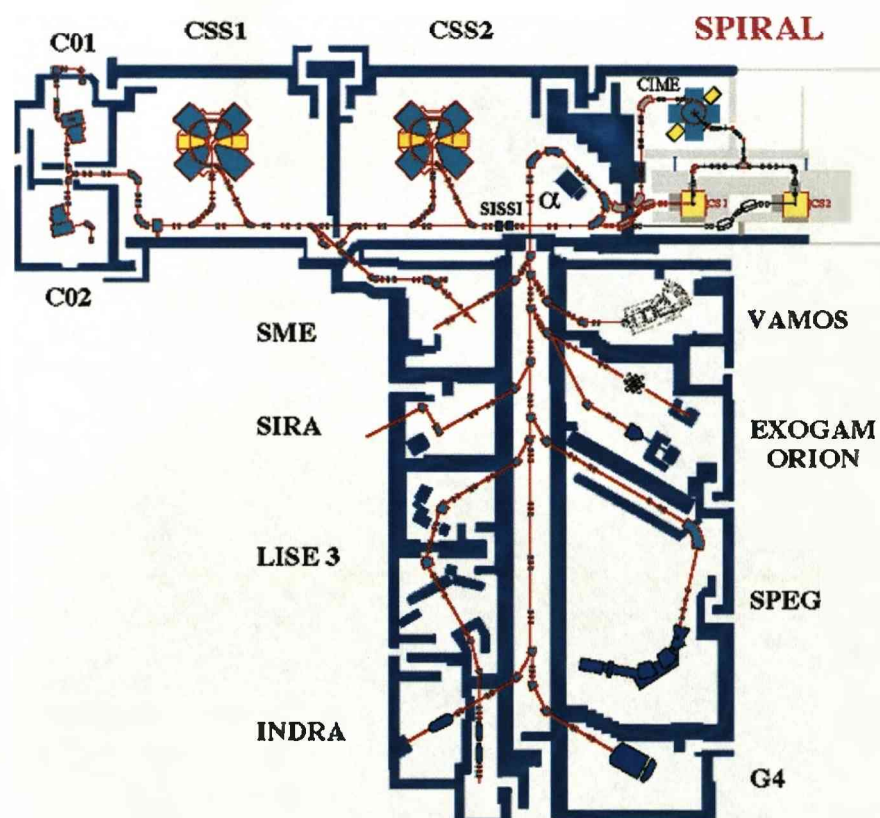 SPIRAL
C01
CSS1
CSS2
CIME
SISSI
α
CS1
CS2
C02
SME
VAMOS
SIRA
EXOGAM
ORION
LISE 3
SPEG
INDRA
G4